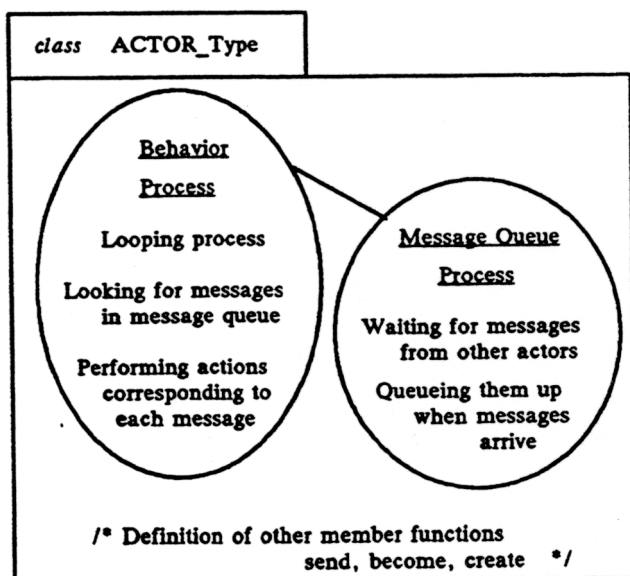 class ACTOR_Type
Behavior
Process
Looping process
Looking for messages
in message queue
Performing actions
corresponding to
each message
Message Queue
Process
Waiting for messages
from other actors
Queueing them up
when messages
arrive
/* Definition of other member functions
send, become, create */